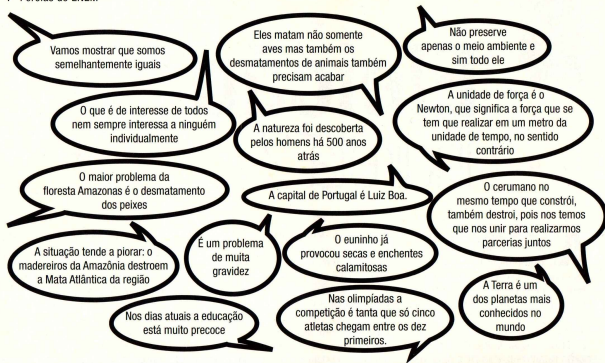 Vamos mostrar que somos
semelhantemente iguais
Eles matam não somente
aves mas também os
desmatamentos de animais também
precisam acabar
Não preserve
apenas o meio ambiente e
sim todo ele
O que é de interesse de todos
nem sempre interessa a ninguém
individualmente
A natureza foi descoberta
pelos homens há 500 anos
atrás
A unidade de força é o
Newton, que significa a força que se
tem que realizar em um metro da
unidade de tempo, no sentido
contrário
O maior problema da
floresta Amazonas é o desmatamento
dos peixes
A capital de Portugal é Luiz Boa.
O cerumano no
mesmo tempo que constrói,
também destroi, pois nos temos
que nos unir para realizarmos
parcerias juntos
A situação tende a piorar: o
madereiros da Amazônia destroem
a Mata Atlântica da região
É um problema
de muita
gravidez
O euninho já
provocou secas e enchentes
calamitosas
Nos dias atuais a educação
está muito precoce
Nas olimpíadas a
competição é tanta que só cinco
atletas chegam entre os dez
primeiros.
A Terra é um
dos planetas mais
conhecidos no
mundo